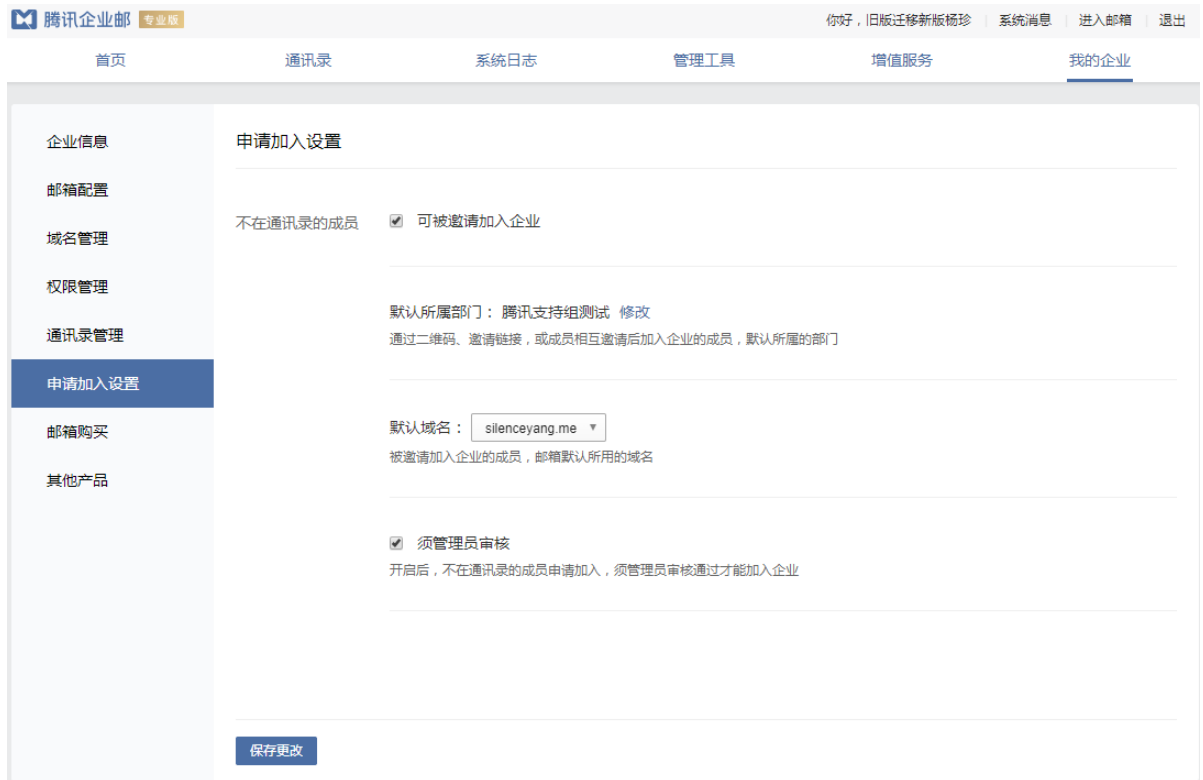 腾讯企业邮 专业版 你好，旧版迁移新版杨珍 系统消息 进入邮箱 退出
首页 通讯录 系统日志 管理工具 增值服务 我的企业
企业信息
邮箱配置
域名管理
权限管理
通讯录管理
申请加入设置
邮箱购买
其他产品
申请加入设置
不在通讯录的成员 可被邀请加入企业
默认所属部门： 腾讯支持组测试 修改
通过二维码、邀请链接，或成员相互邀请后加入企业的成员，默认所属的部门
默认域名： silenceyang.me
被邀请加入企业的成员，邮箱默认所用的域名
须管理员审核
开启后，不在通讯录的成员申请加入，须管理员审核通过才能加入企业
保存更改